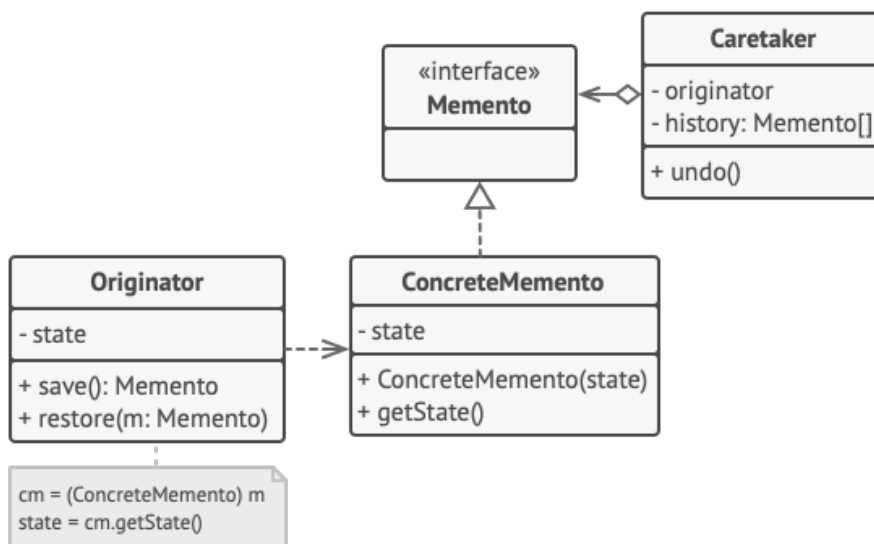 «interface»
Memento
Caretaker
- originator
- history: Memento[]
+ undo()
Originator
- state
+ save(): Memento
+ restore(m: Memento)
ConcreteMemento
- state
+ ConcreteMemento(state)
+ getState()
cm = (ConcreteMemento) m
state = cm.getState()